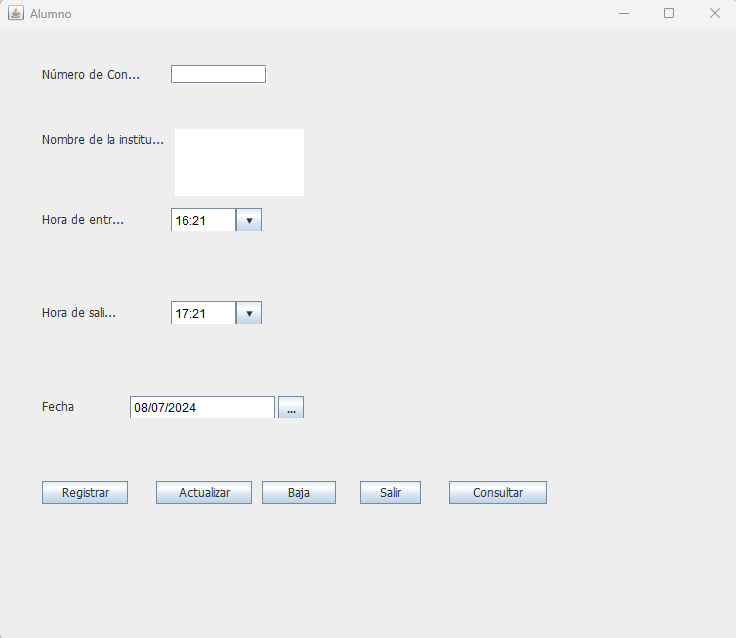 Alumno
Número de Con...
Nombre de la institu...
Hora de entr... 16:21
Hora de sali... 17:21
Fecha 08/07/2024 ...
Registrar Actualizar Baja Salir Consultar